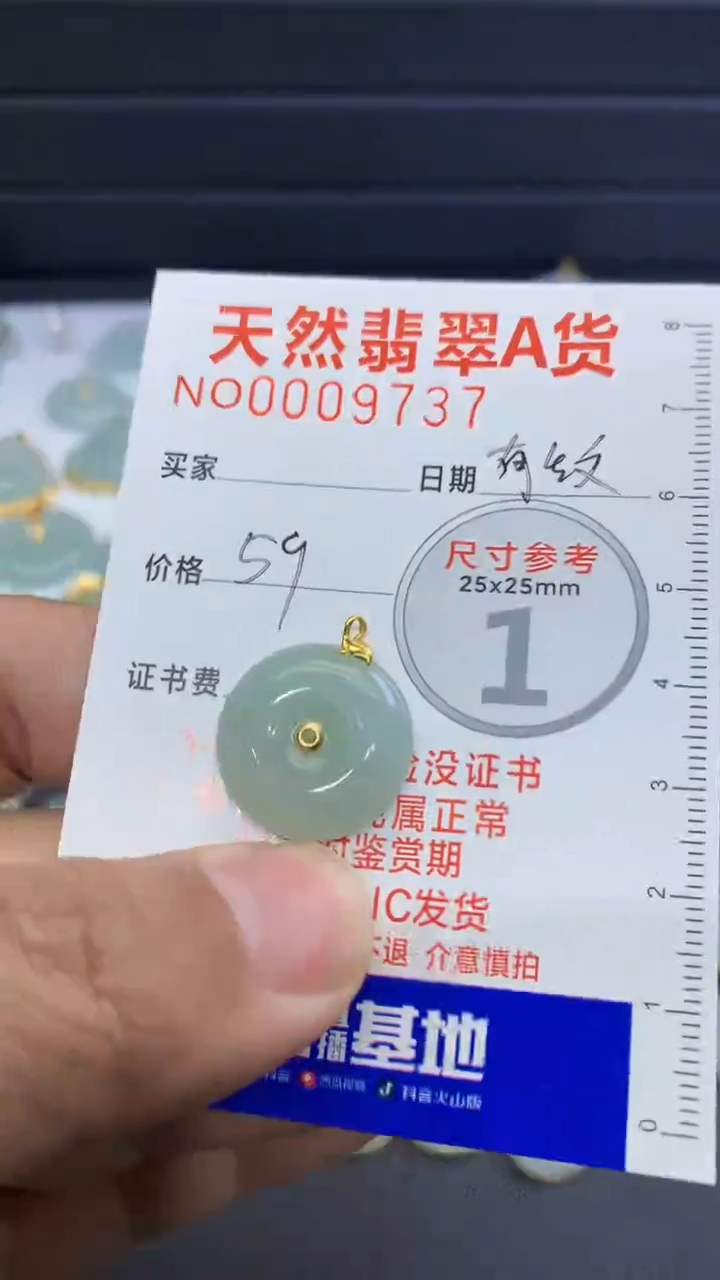 天然翡翠A货
NO0009737
买家
日期 有纹
价格 59
尺寸参考
25x25mm
1
证书费
没证书
属正常
鉴赏期
IC发货
不退 介意慎拍
播基地
抖音火山版
8
7
6
5
4
3
2
1
0